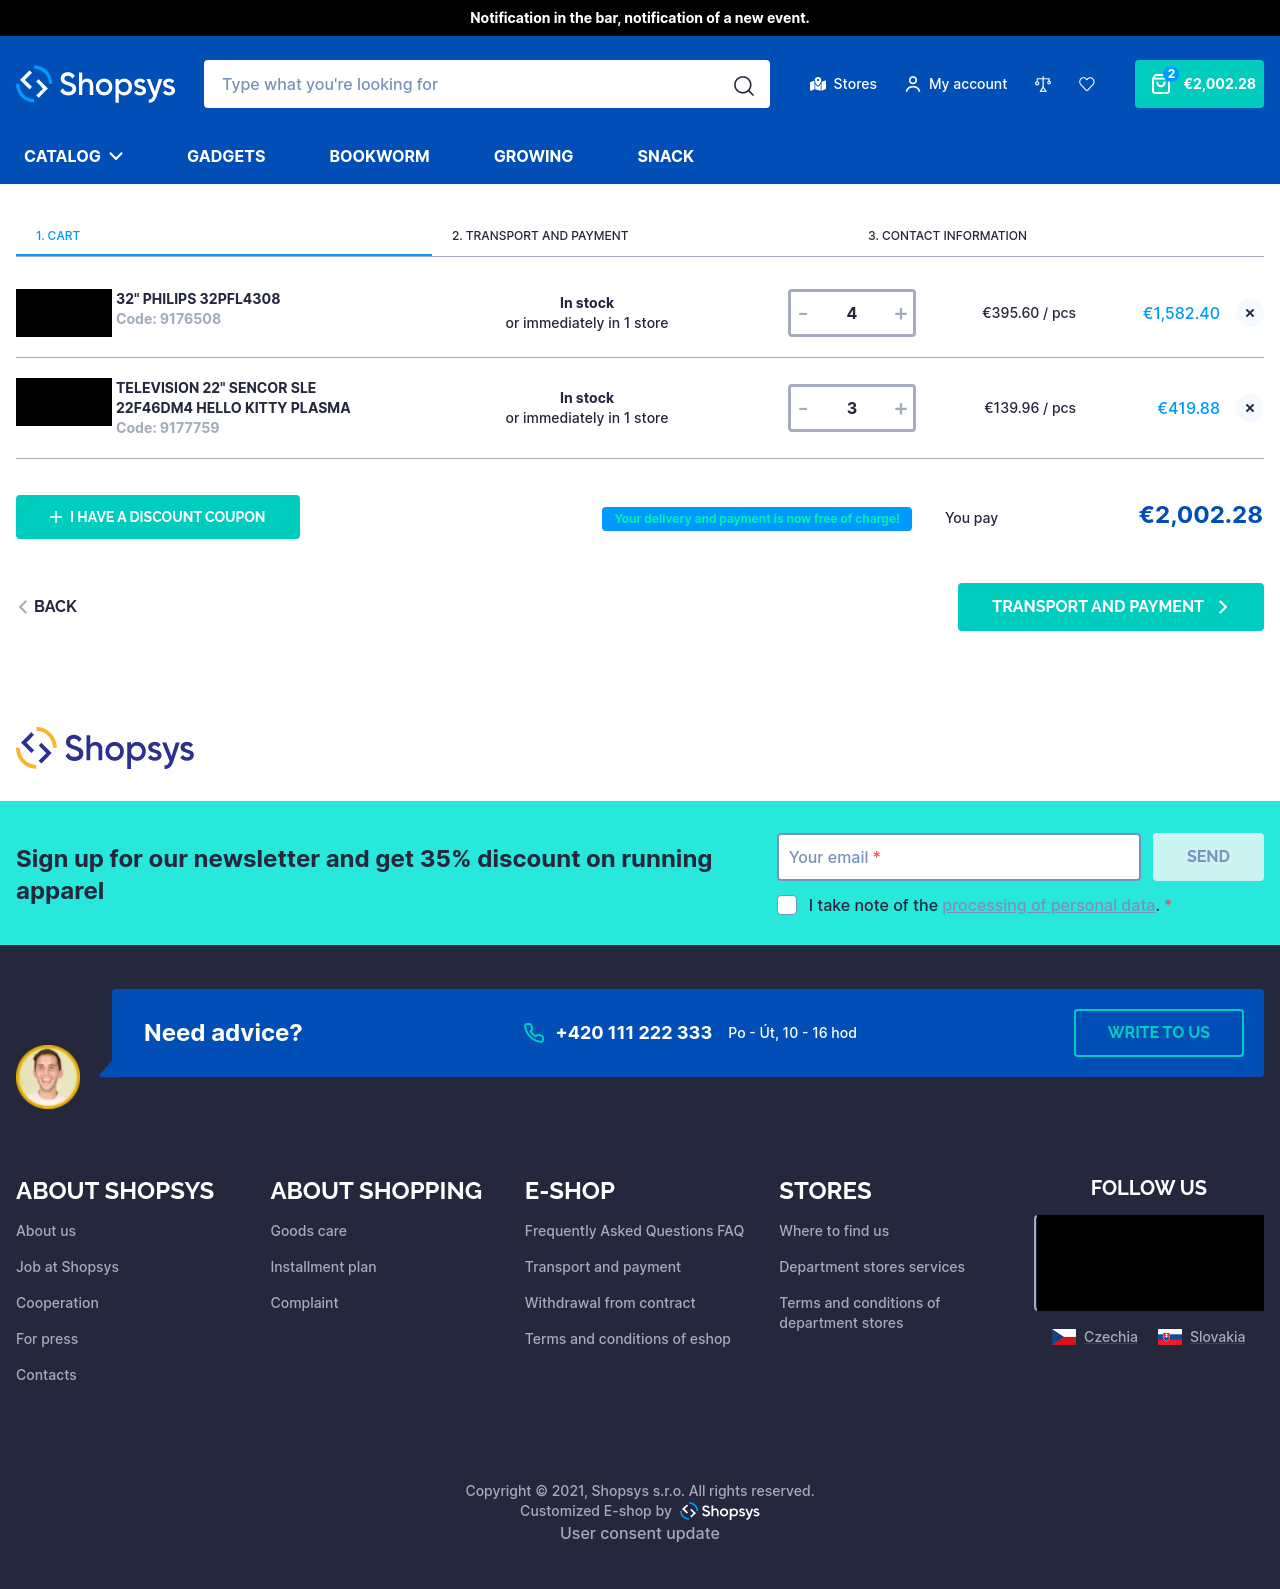 Notification in the bar, notification of a new event.
Shopsys
Type what you're looking for
Stores
My account
2
€2,002.28
CATALOG
GADGETS
BOOKWORM
GROWING
SNACK
1. CART
2. TRANSPORT AND PAYMENT
3. CONTACT INFORMATION
32" PHILIPS 32PFL4308
Code: 9176508
In stock
or immediately in 1 store
- 4 +
€395.60 / pcs
€1,582.40
TELEVISION 22" SENCOR SLE
22F46DM4 HELLO KITTY PLASMA
Code: 9177759
In stock
or immediately in 1 store
- 3 +
€139.96 / pcs
€419.88
I HAVE A DISCOUNT COUPON
Your delivery and payment is now free of charge!
You pay
€2,002.28
BACK
TRANSPORT AND PAYMENT
Shopsys
Sign up for our newsletter and get 35% discount on running
apparel
Your email *
SEND
I take note of the processing of personal data. *
Need advice?
+420 111 222 333
Po - Út, 10 - 16 hod
WRITE TO US
ABOUT SHOPSYS
About us
Job at Shopsys
Cooperation
For press
Contacts
ABOUT SHOPPING
Goods care
Installment plan
Complaint
E-SHOP
Frequently Asked Questions FAQ
Transport and payment
Withdrawal from contract
Terms and conditions of eshop
STORES
Where to find us
Department stores services
Terms and conditions of
department stores
FOLLOW US
Czechia
Slovakia
Copyright © 2021, Shopsys s.r.o. All rights reserved.
Customized E-shop by Shopsys
User consent update